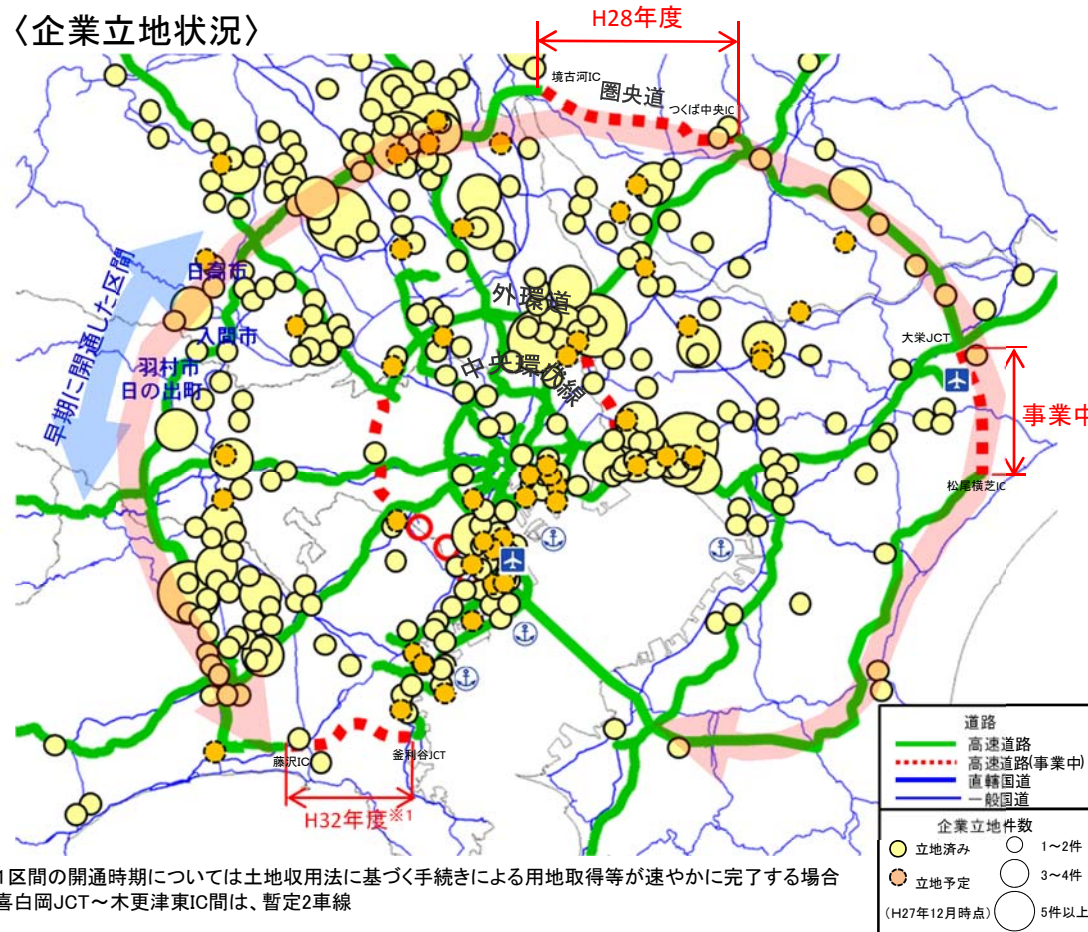 〈企業立地状況〉
H28年度
境古河IC
圏央道
つくば中央IC
早期に開通した区間
日高市
入間市
羽村市
日の出町
外環道
中央環状線
大栄JCT
事業中
松尾横芝IC
藤沢IC
釜利谷JCT
H32年度※1
道路
高速道路
高速道路(事業中)
直轄国道
一般国道
企業立地件数
立地済み
1～2件
立地予定
3～4件
(H27年12月時点)
5件以上
1区間の開通時期については土地収用法に基づく手続きによる用地取得等が速やかに完了する場合
喜白岡JCT～木更津東IC間は、暫定2車線